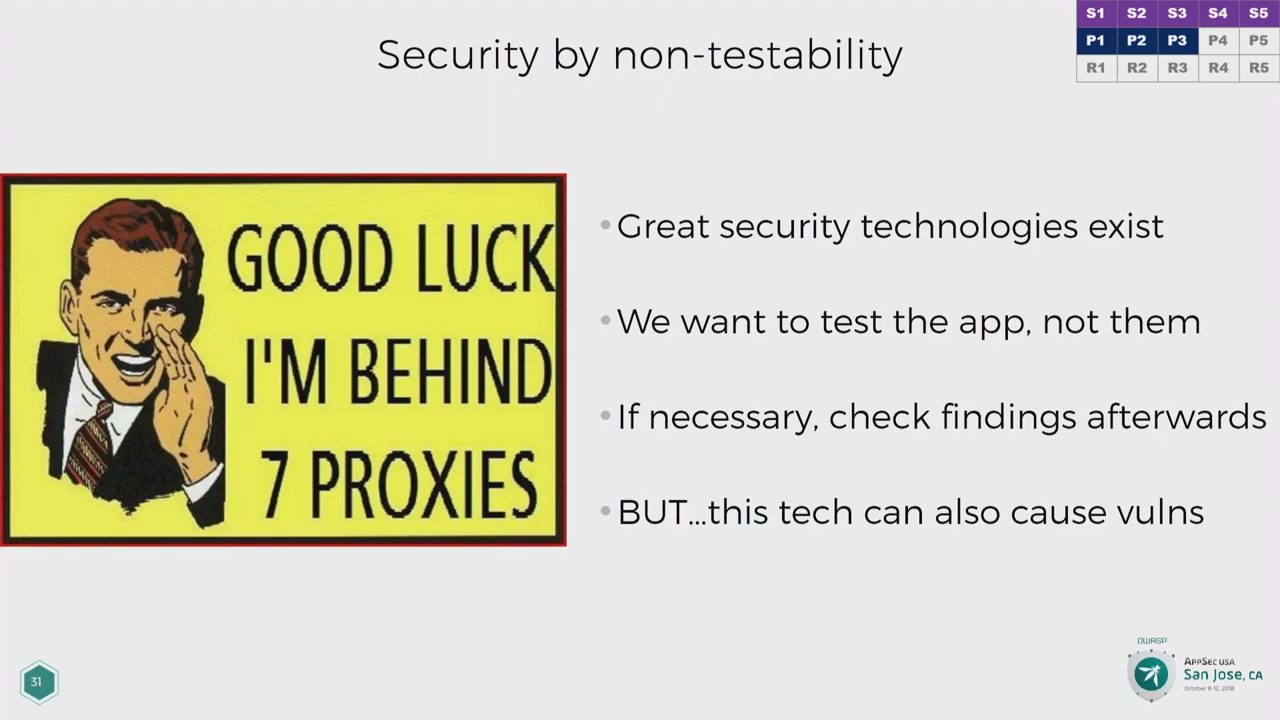 Security by non-testability
S1 S2 S3 S4 S5
P1 P2 P3 P4 P5
R1 R2 R3 R4 R5
GOOD LUCK
I'M BEHIND
7 PROXIES
Great security technologies exist
We want to test the app, not them
If necessary, check findings afterwards
BUT...this tech can also cause vulns
31
OWASP
AppSec USA
San Jose, CA
October 8-12, 2018